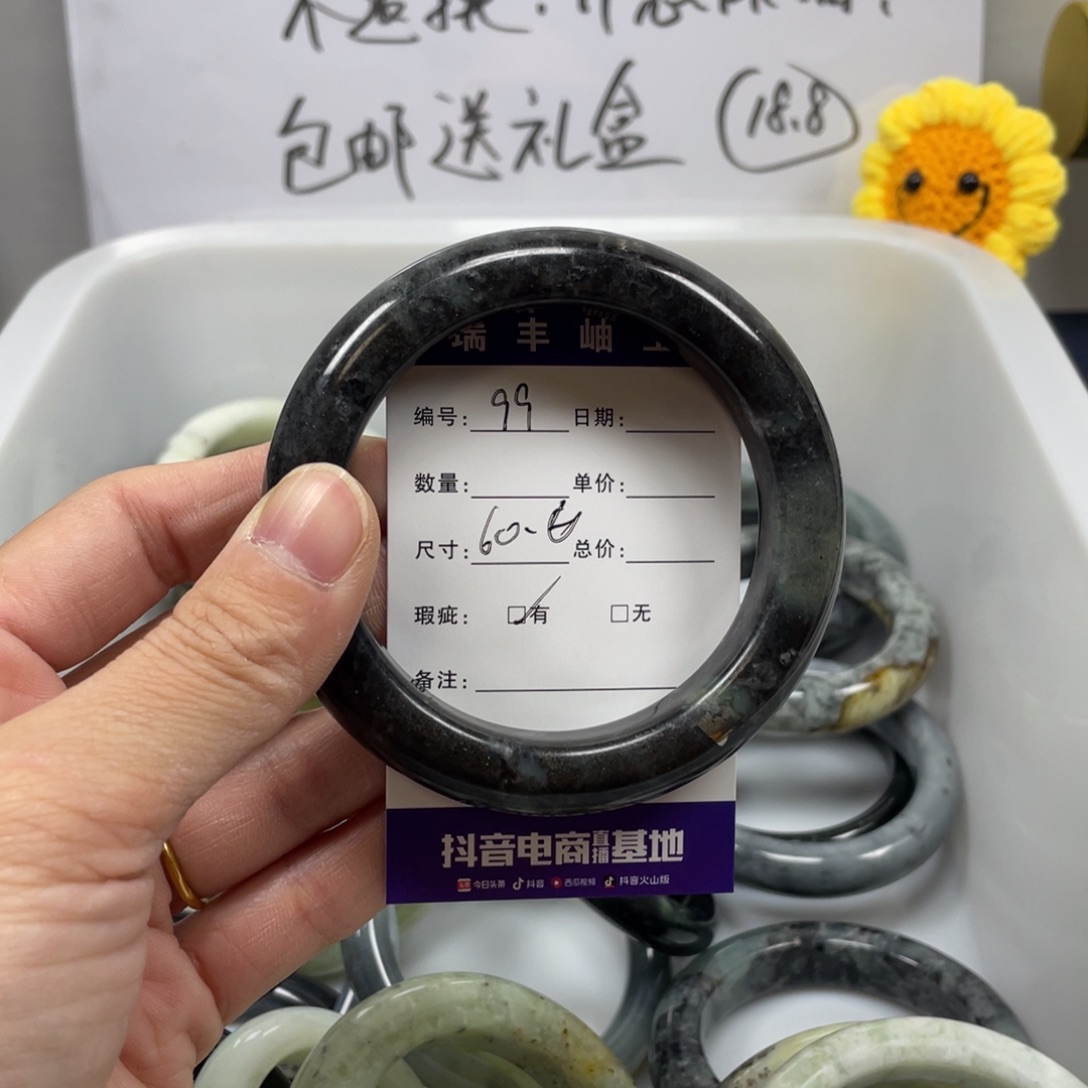 包邮送礼盒 18.8
瑞丰岫
编号: 99 日期:
数量: 单价:
尺寸: 60- 总价:
瑕疵: 有 无
备注:
抖音电商直播基地
今日头条 抖音 西瓜视频 抖音火山版